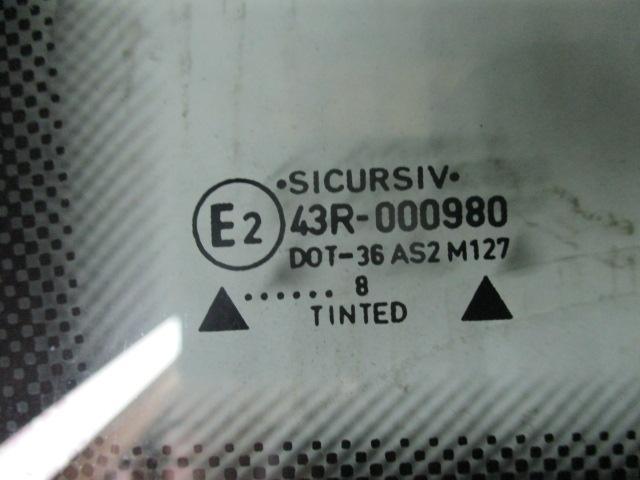 •SICURSIV•
E2 43R-000980
DOT-36 AS2 M127
...... 8
TINTED